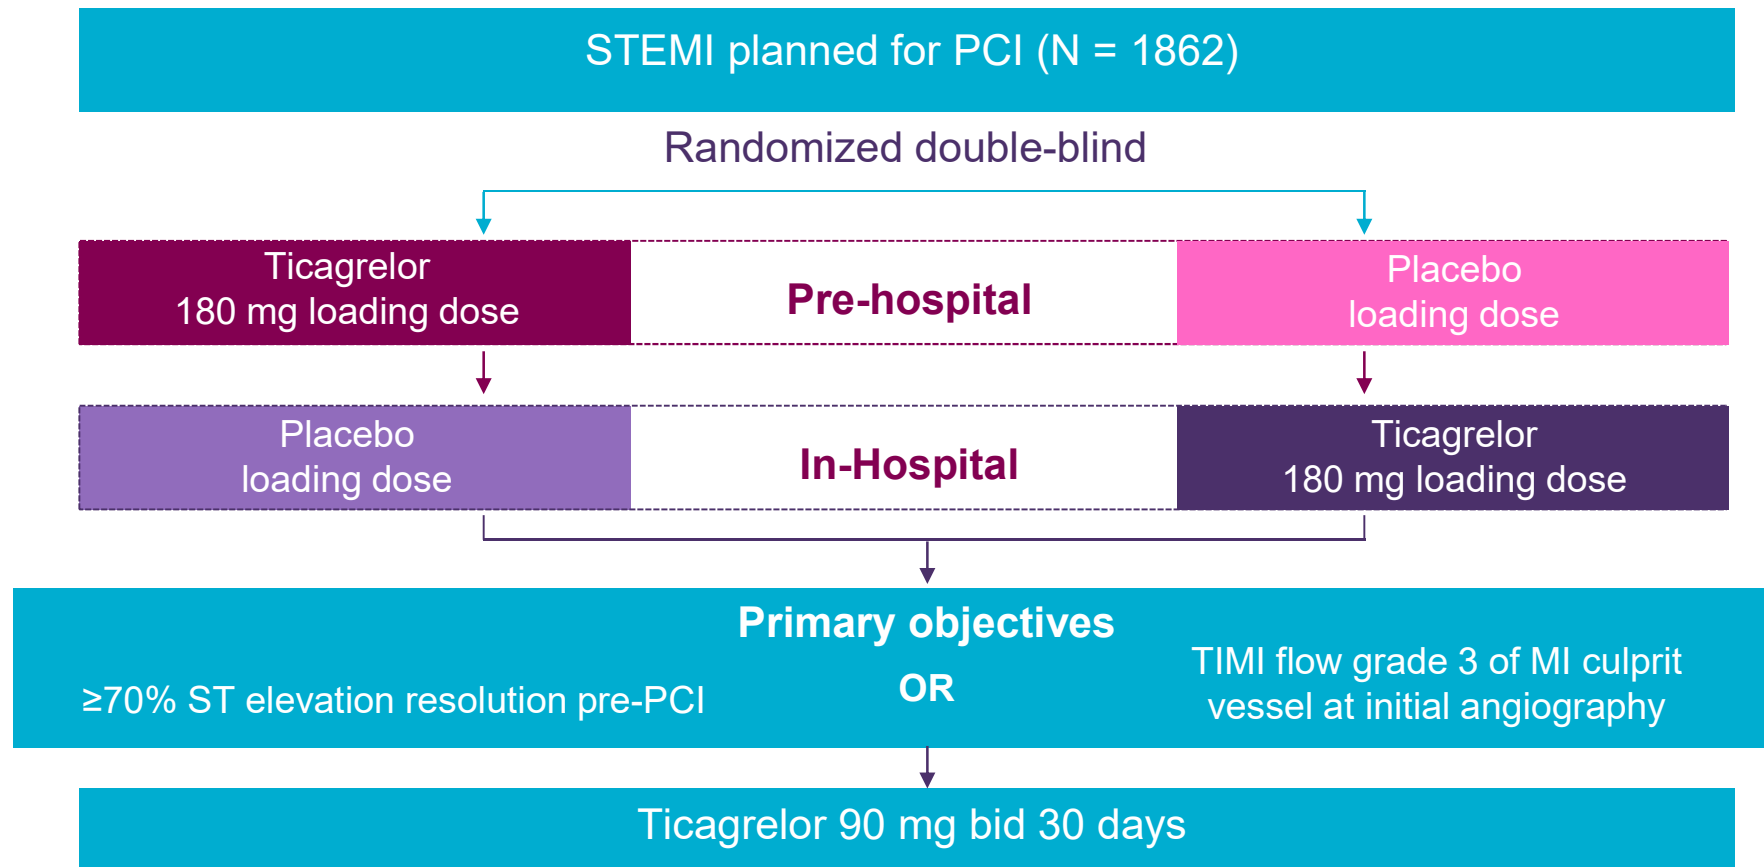 STEMI planned for PCI (N = 1862)
Randomized double-blind
Ticagrelor
180 mg loading dose
Pre-hospital
Placebo
loading dose
Placebo
loading dose
In-Hospital
Ticagrelor
180 mg loading dose
Primary objectives
≥70% ST elevation resolution pre-PCI
OR
TIMI flow grade 3 of MI culprit
vessel at initial angiography
Ticagrelor 90 mg bid 30 days